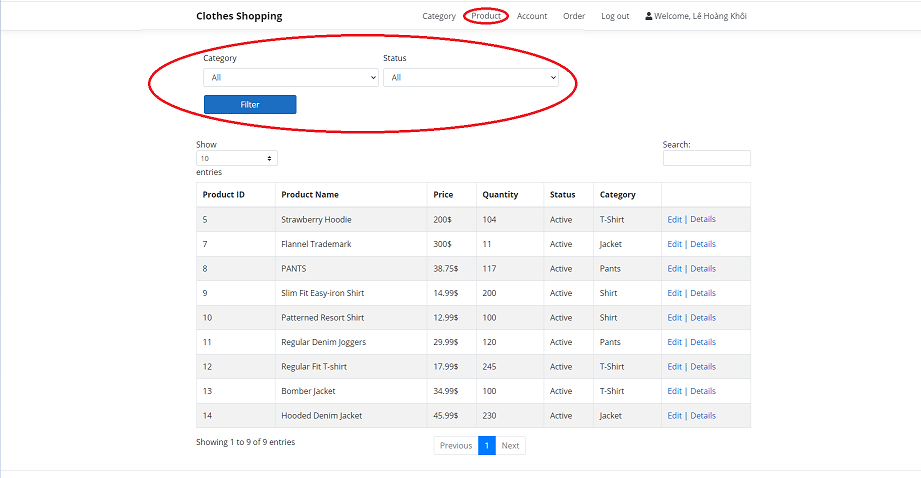 Clothes Shopping Category Product Account Order Log out Welcome, Lê Hoàng Khôi
Category Status
All All
Filter
Show Search:
10
entries
Product ID Product Name Price Quantity Status Category
5 Strawberry Hoodie 200$ 104 Active T-Shirt Edit | Details
7 Flannel Trademark 300$ 11 Active Jacket Edit | Details
8 PANTS 38.75$ 117 Active Pants Edit | Details
9 Slim Fit Easy-iron Shirt 14.99$ 200 Active Shirt Edit | Details
10 Patterned Resort Shirt 12.99$ 100 Active Shirt Edit | Details
11 Regular Denim Joggers 29.99$ 120 Active Pants Edit | Details
12 Regular Fit T-shirt 17.99$ 245 Active T-Shirt Edit | Details
13 Bomber Jacket 34.99$ 100 Active T-Shirt Edit | Details
14 Hooded Denim Jacket 45.99$ 230 Active Jacket Edit | Details
Showing 1 to 9 of 9 entries Previous 1 Next